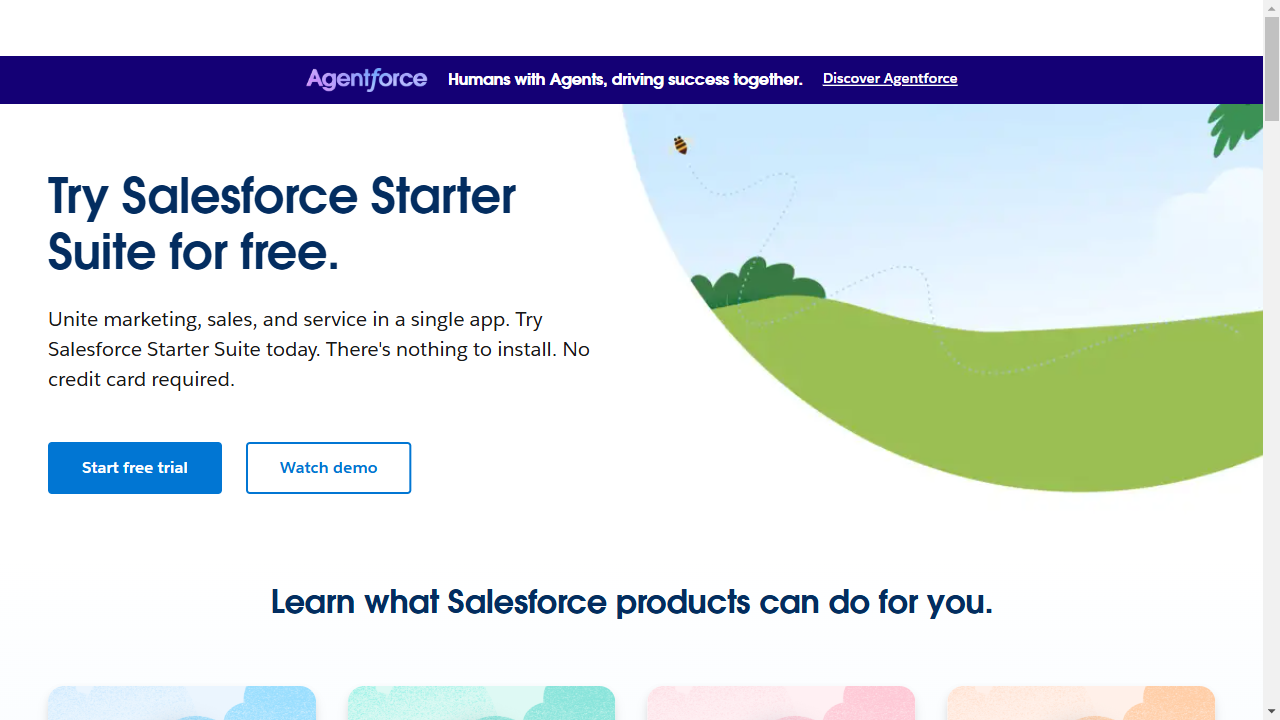 Agentforce Humans with Agents, driving success together. Discover Agentforce
Try Salesforce Starter
Suite for free.
Unite marketing, sales, and service in a single app. Try
Salesforce Starter Suite today. There's nothing to install. No
credit card required.
Start free trial Watch demo
Learn what Salesforce products can do for you.